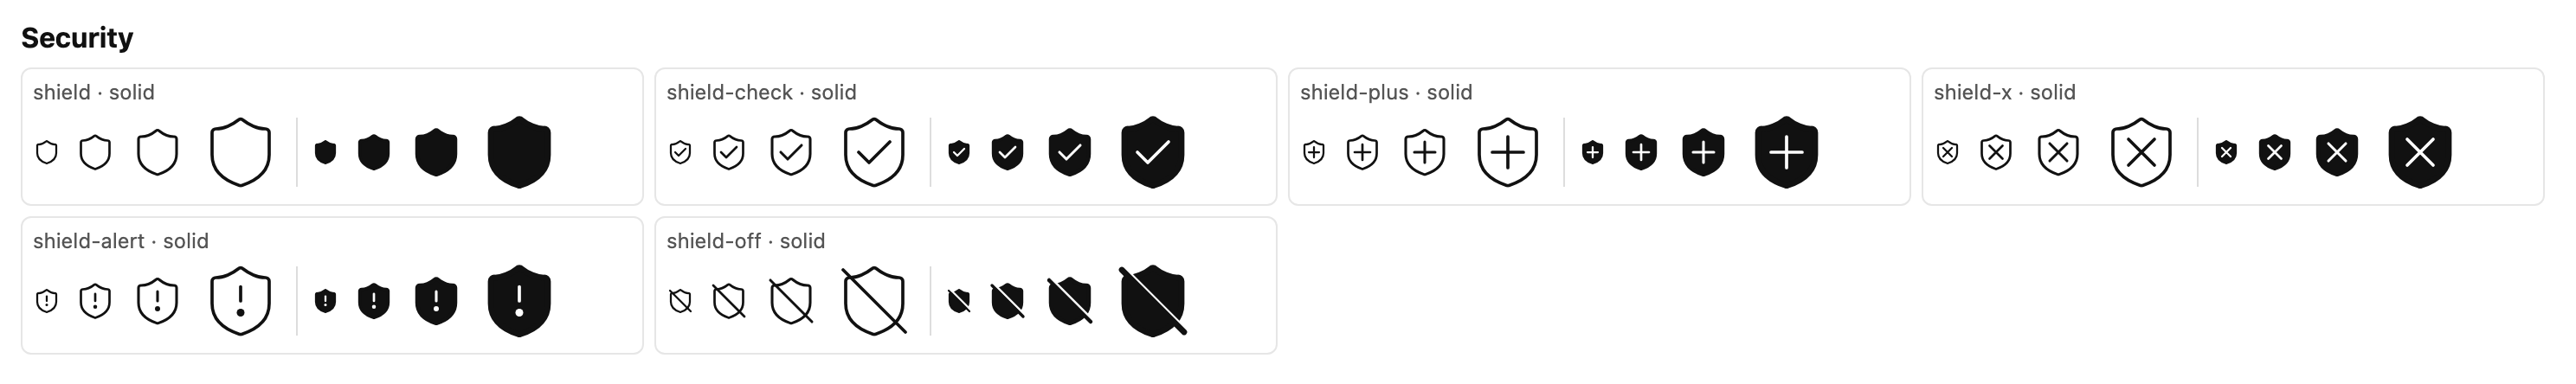 Security
shield · solid
shield-check · solid
shield-plus · solid
shield-x · solid
shield-alert · solid
shield-off · solid